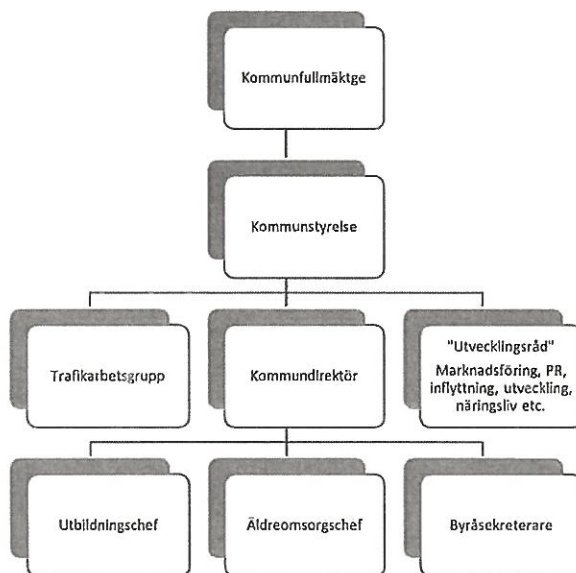 Kommunfullmäktge
Kommunstyrelse
Trafikarbetsgrupp
Kommundirektör
"Utvecklingsråd"
Marknadsföring, PR,
inflyttning, utveckling,
näringsliv etc.
Utbildningschef
Äldreomsorgschef
Byråsekreterare